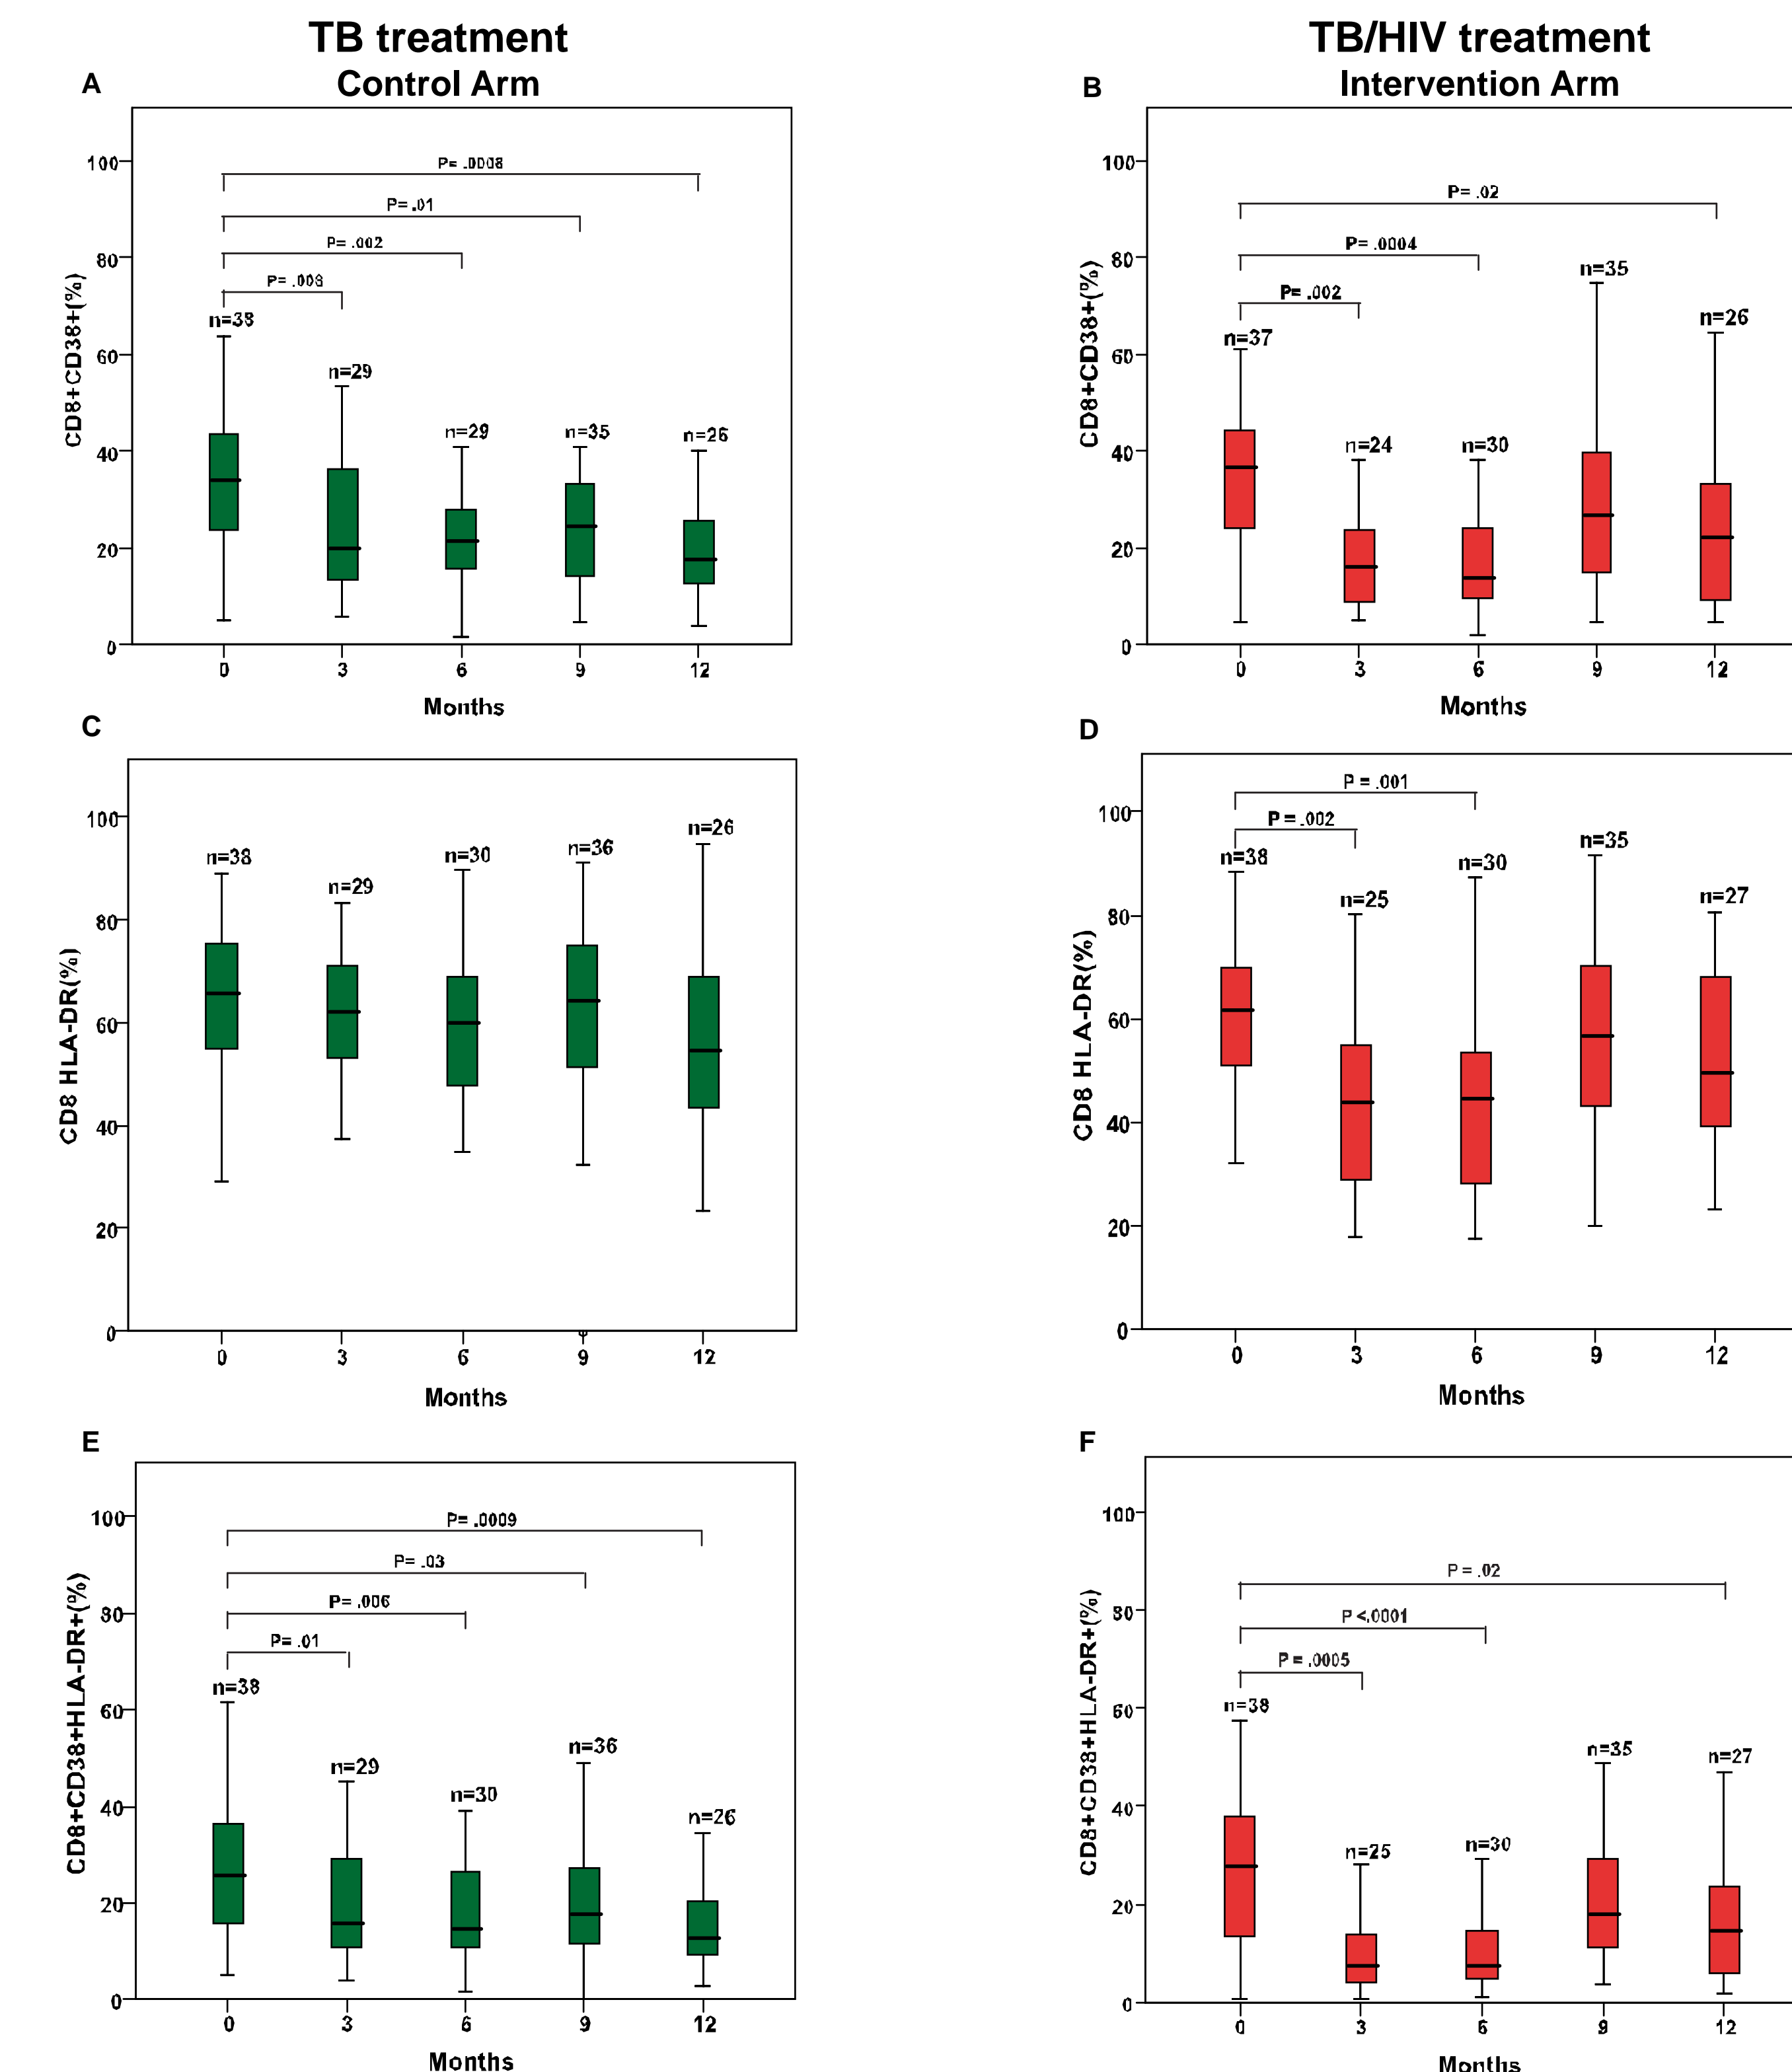 TB treatment
Control Arm
TB/HIV treatment
Intervention Arm
A
CD8+CD38+(%)
100
80
60
40
20
0
P= .0008
P= .01
P= .002
P= .008
n=38
n=29
n=29
n=35
n=26
0 3 6 9 12
Months
B
CD8+CD38+(%)
100
80
60
40
20
0
P= .02
P= .0004
P= .002
n=37
n=24
n=30
n=35
n=26
0 3 6 9 12
Months
C
CD8 HLA-DR(%)
100
80
60
40
20
0
n=38
n=29
n=30
n=36
n=26
0 3 6 9 12
Months
D
CD8 HLA-DR(%)
100
80
60
40
20
0
P = .001
P = .002
n=38
n=25
n=30
n=35
n=27
0 3 6 9 12
Months
E
CD8+CD38+HLA-DR+(%)
100
80
60
40
20
0
P= .0009
P= .03
P= .006
P= .01
n=38
n=29
n=30
n=36
n=26
0 3 6 9 12
Months
F
CD8+CD38+HLA-DR+(%)
100
80
60
40
20
0
P = .02
P <.0001
P = .0005
n=38
n=25
n=30
n=35
n=27
0 3 6 9 12
Months